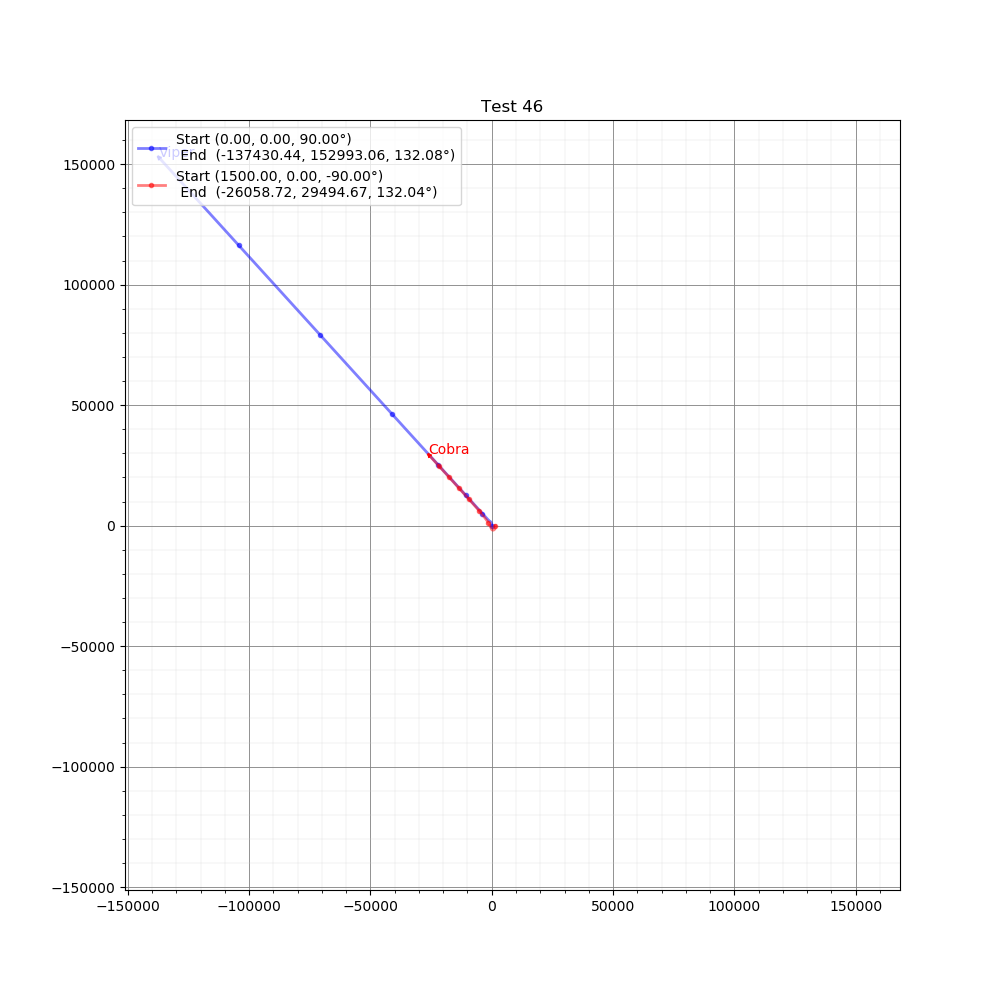 Test 46
Start (0.00, 0.00, 90.00°)
End (-137430.44, 152993.06, 132.08°)
Start (1500.00, 0.00, -90.00°)
End (-26058.72, 29494.67, 132.04°)
Viper
Cobra
150000
100000
50000
0
−50000
−100000
−150000
−150000 −100000 −50000 0 50000 100000 150000